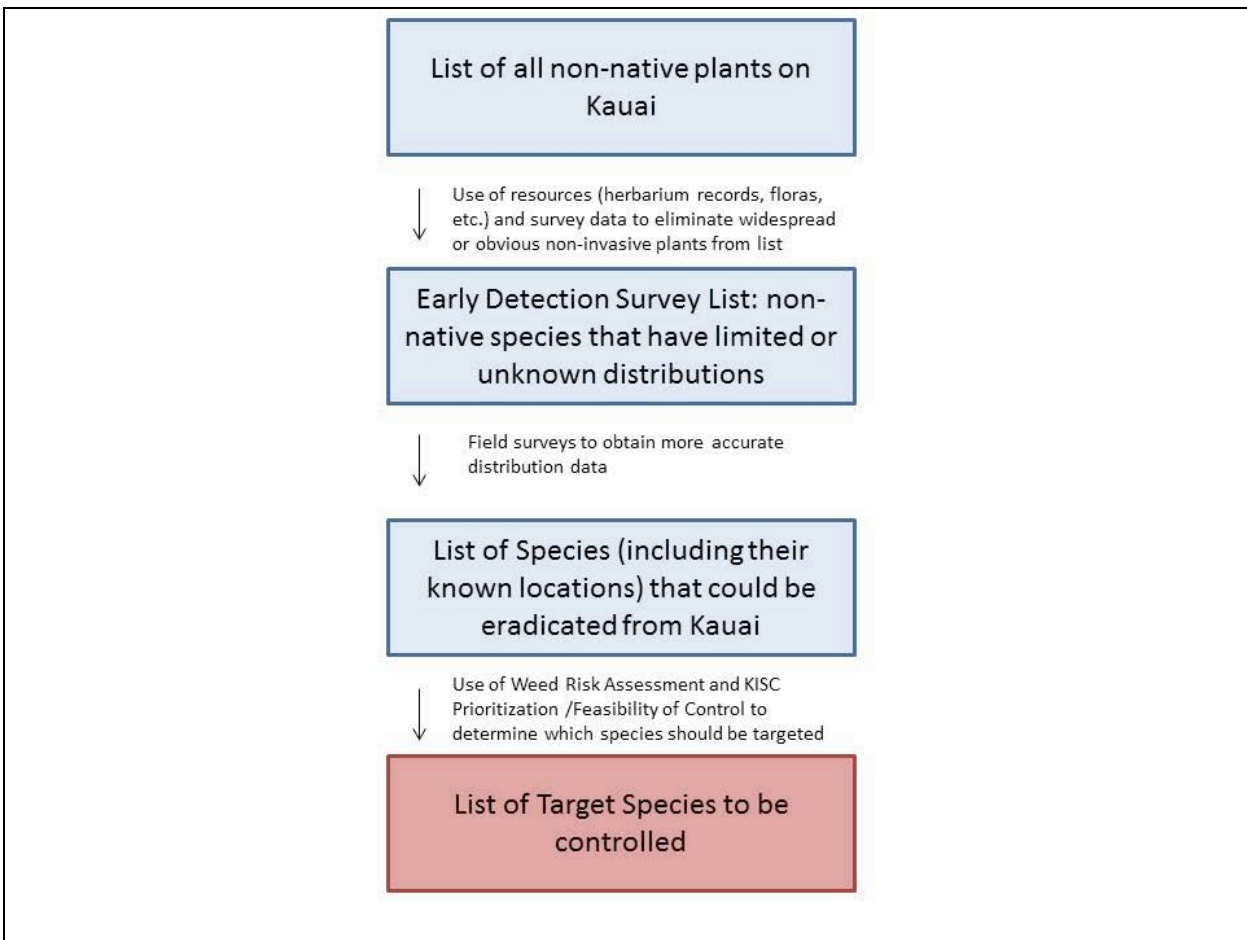 List of all non-native plants on
Kauai
Use of resources (herbarium records, floras,
etc.) and survey data to eliminate widespread
or obvious non-invasive plants from list
Early Detection Survey List: non-
native species that have limited or
unknown distributions
Field surveys to obtain more accurate
distribution data
List of Species (including their
known locations) that could be
eradicated from Kauai
Use of Weed Risk Assessment and KISC
Prioritization /Feasibility of Control to
determine which species should be targeted
List of Target Species to be
controlled